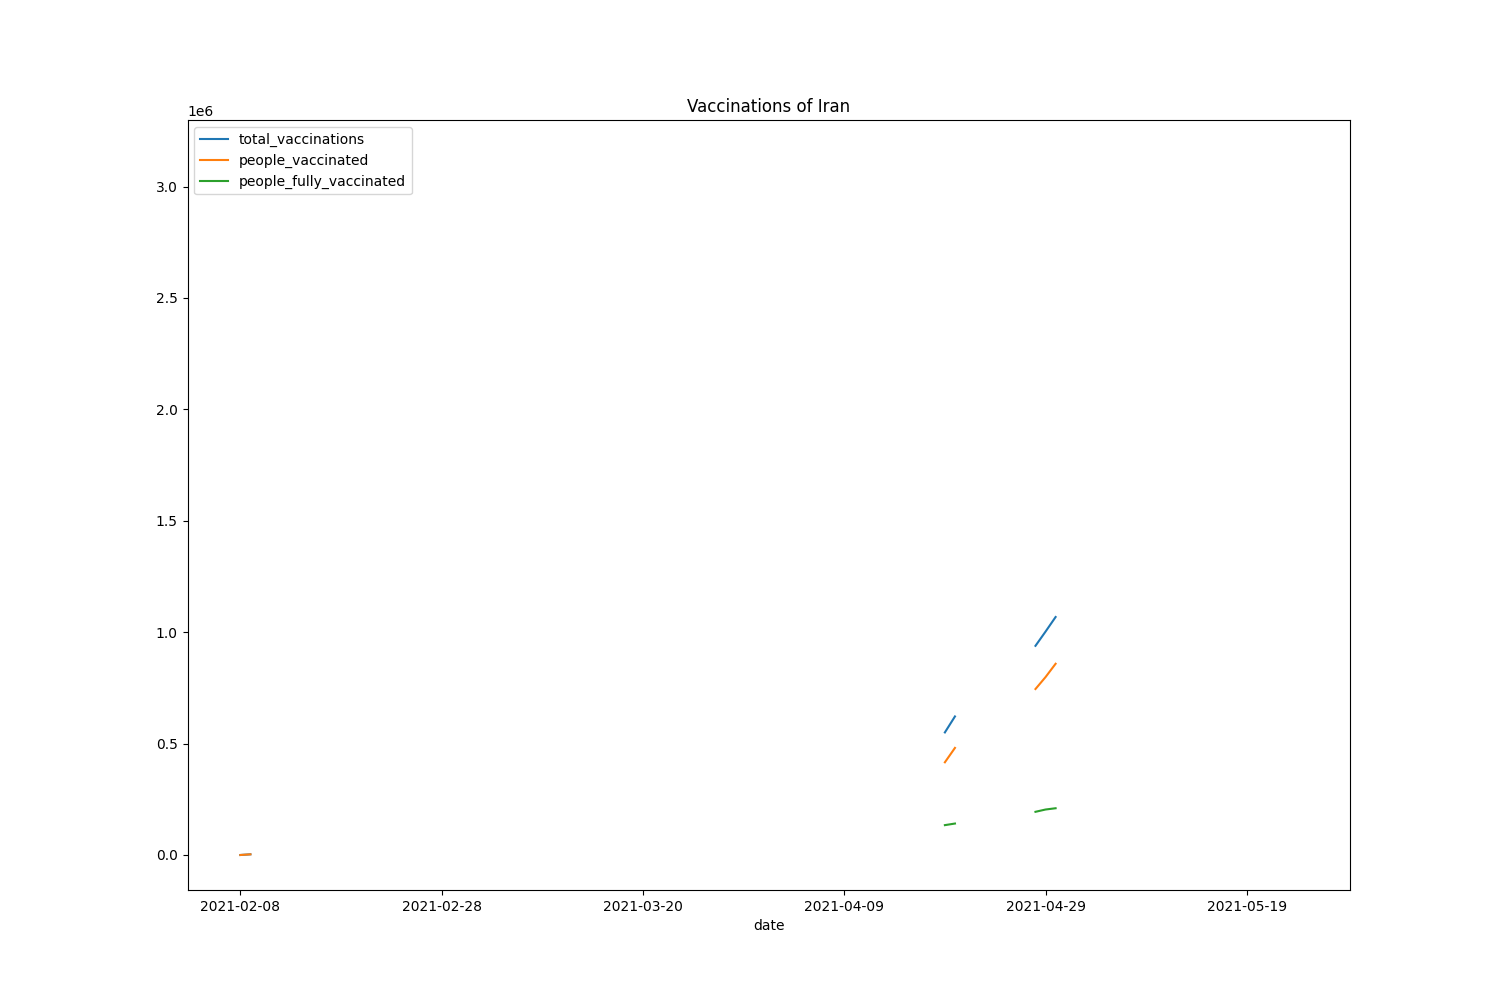 Vaccinations of Iran
1e6
total_vaccinations
people_vaccinated
people_fully_vaccinated
3.0
2.5
2.0
1.5
1.0
0.5
0.0
2021-02-08 2021-02-28 2021-03-20 2021-04-09 2021-04-29 2021-05-19
date